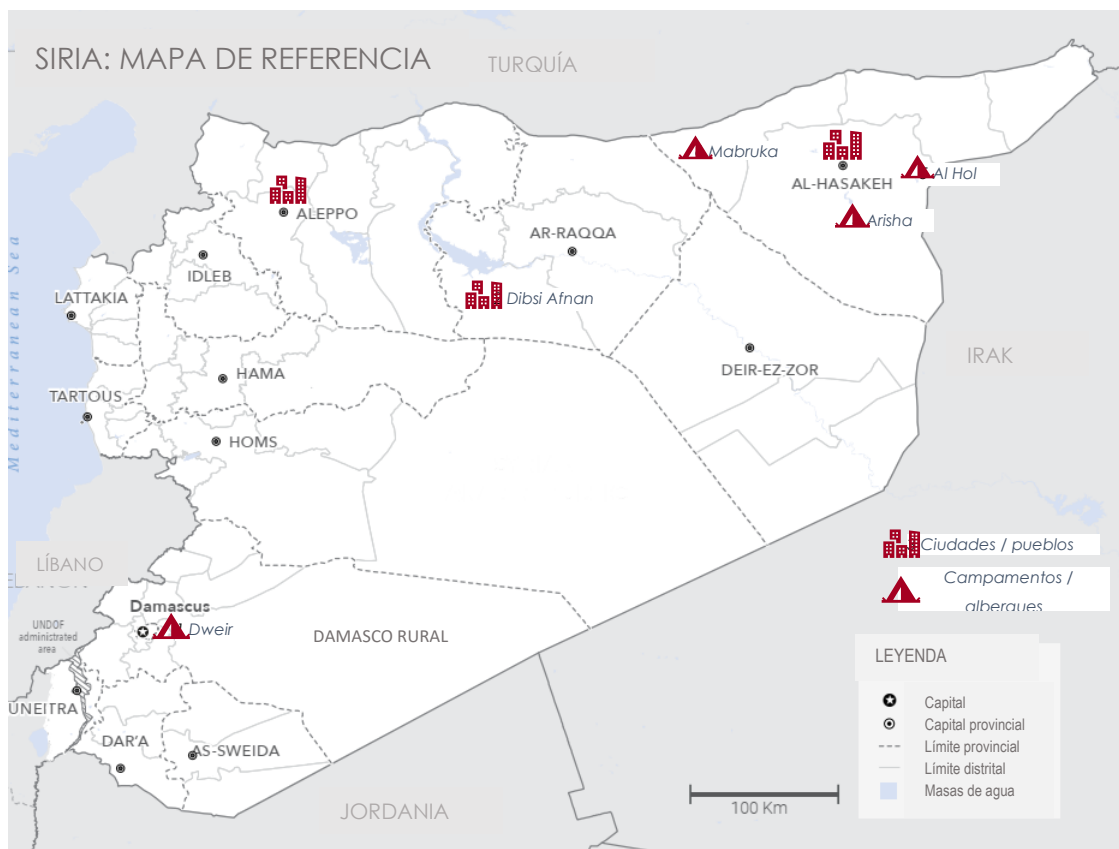 SIRIA: MAPA DE REFERENCIA
TURQUÍA
Mabruka
AL-HASAKEH
Al Hol
Arisha
ALEPPO
AR-RAQQA
IDLEB
Dibsi Afnan
LATTAKIA
Mediterranean Sea
IRAK
HAMA
DEIR-EZ-ZOR
TARTOUS
HOMS
Ciudades / pueblos
LÍBANO
Campamentos /
albergues
Damascus
UNDOF
administrated
area
Dweir
DAMASCO RURAL
LEYENDA
UNEITRA
Capital
Capital provincial
DAR'A
AS-SWEIDA
Límite provincial
Límite distrital
Masas de agua
100 Km
JORDANIA